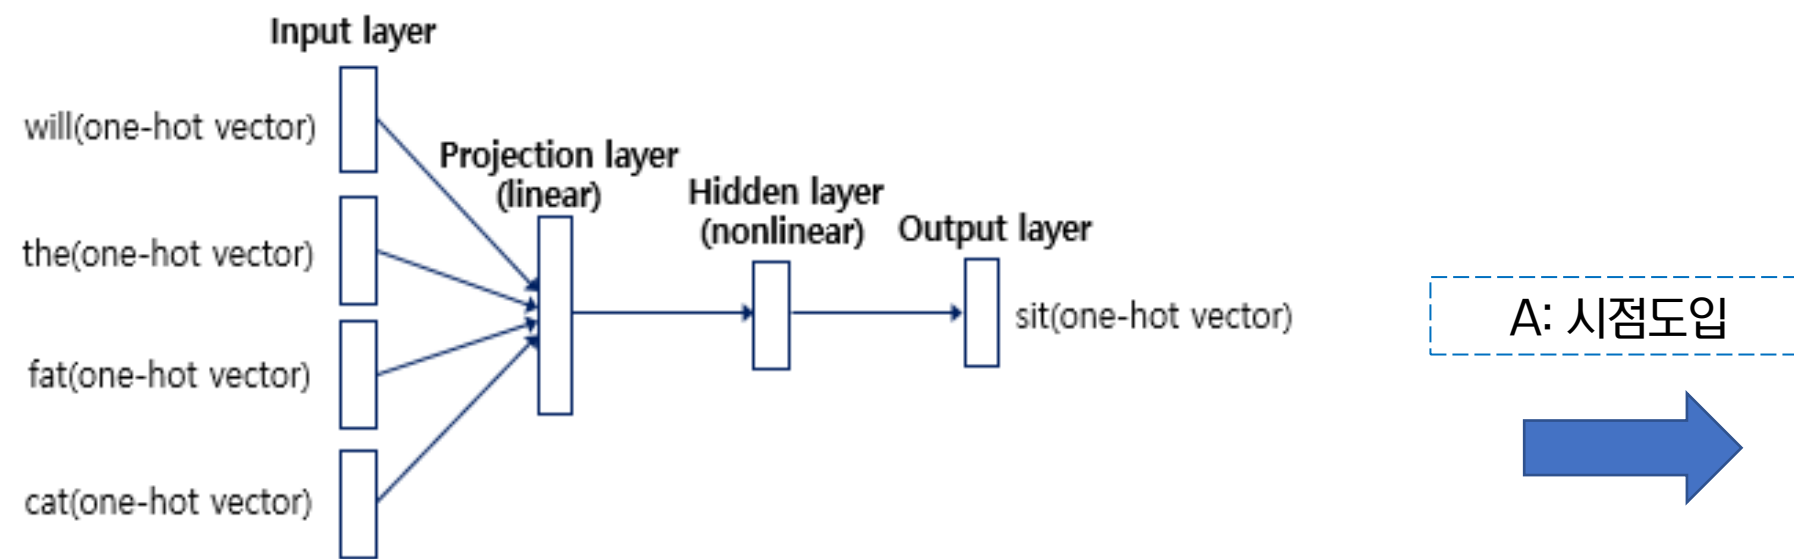 Input layer
will(one-hot vector)
Projection layer
(linear)
Hidden layer
(nonlinear)
Output layer
the(one-hot vector)
sit(one-hot vector)
fat(one-hot vector)
cat(one-hot vector)
A: 시점도입